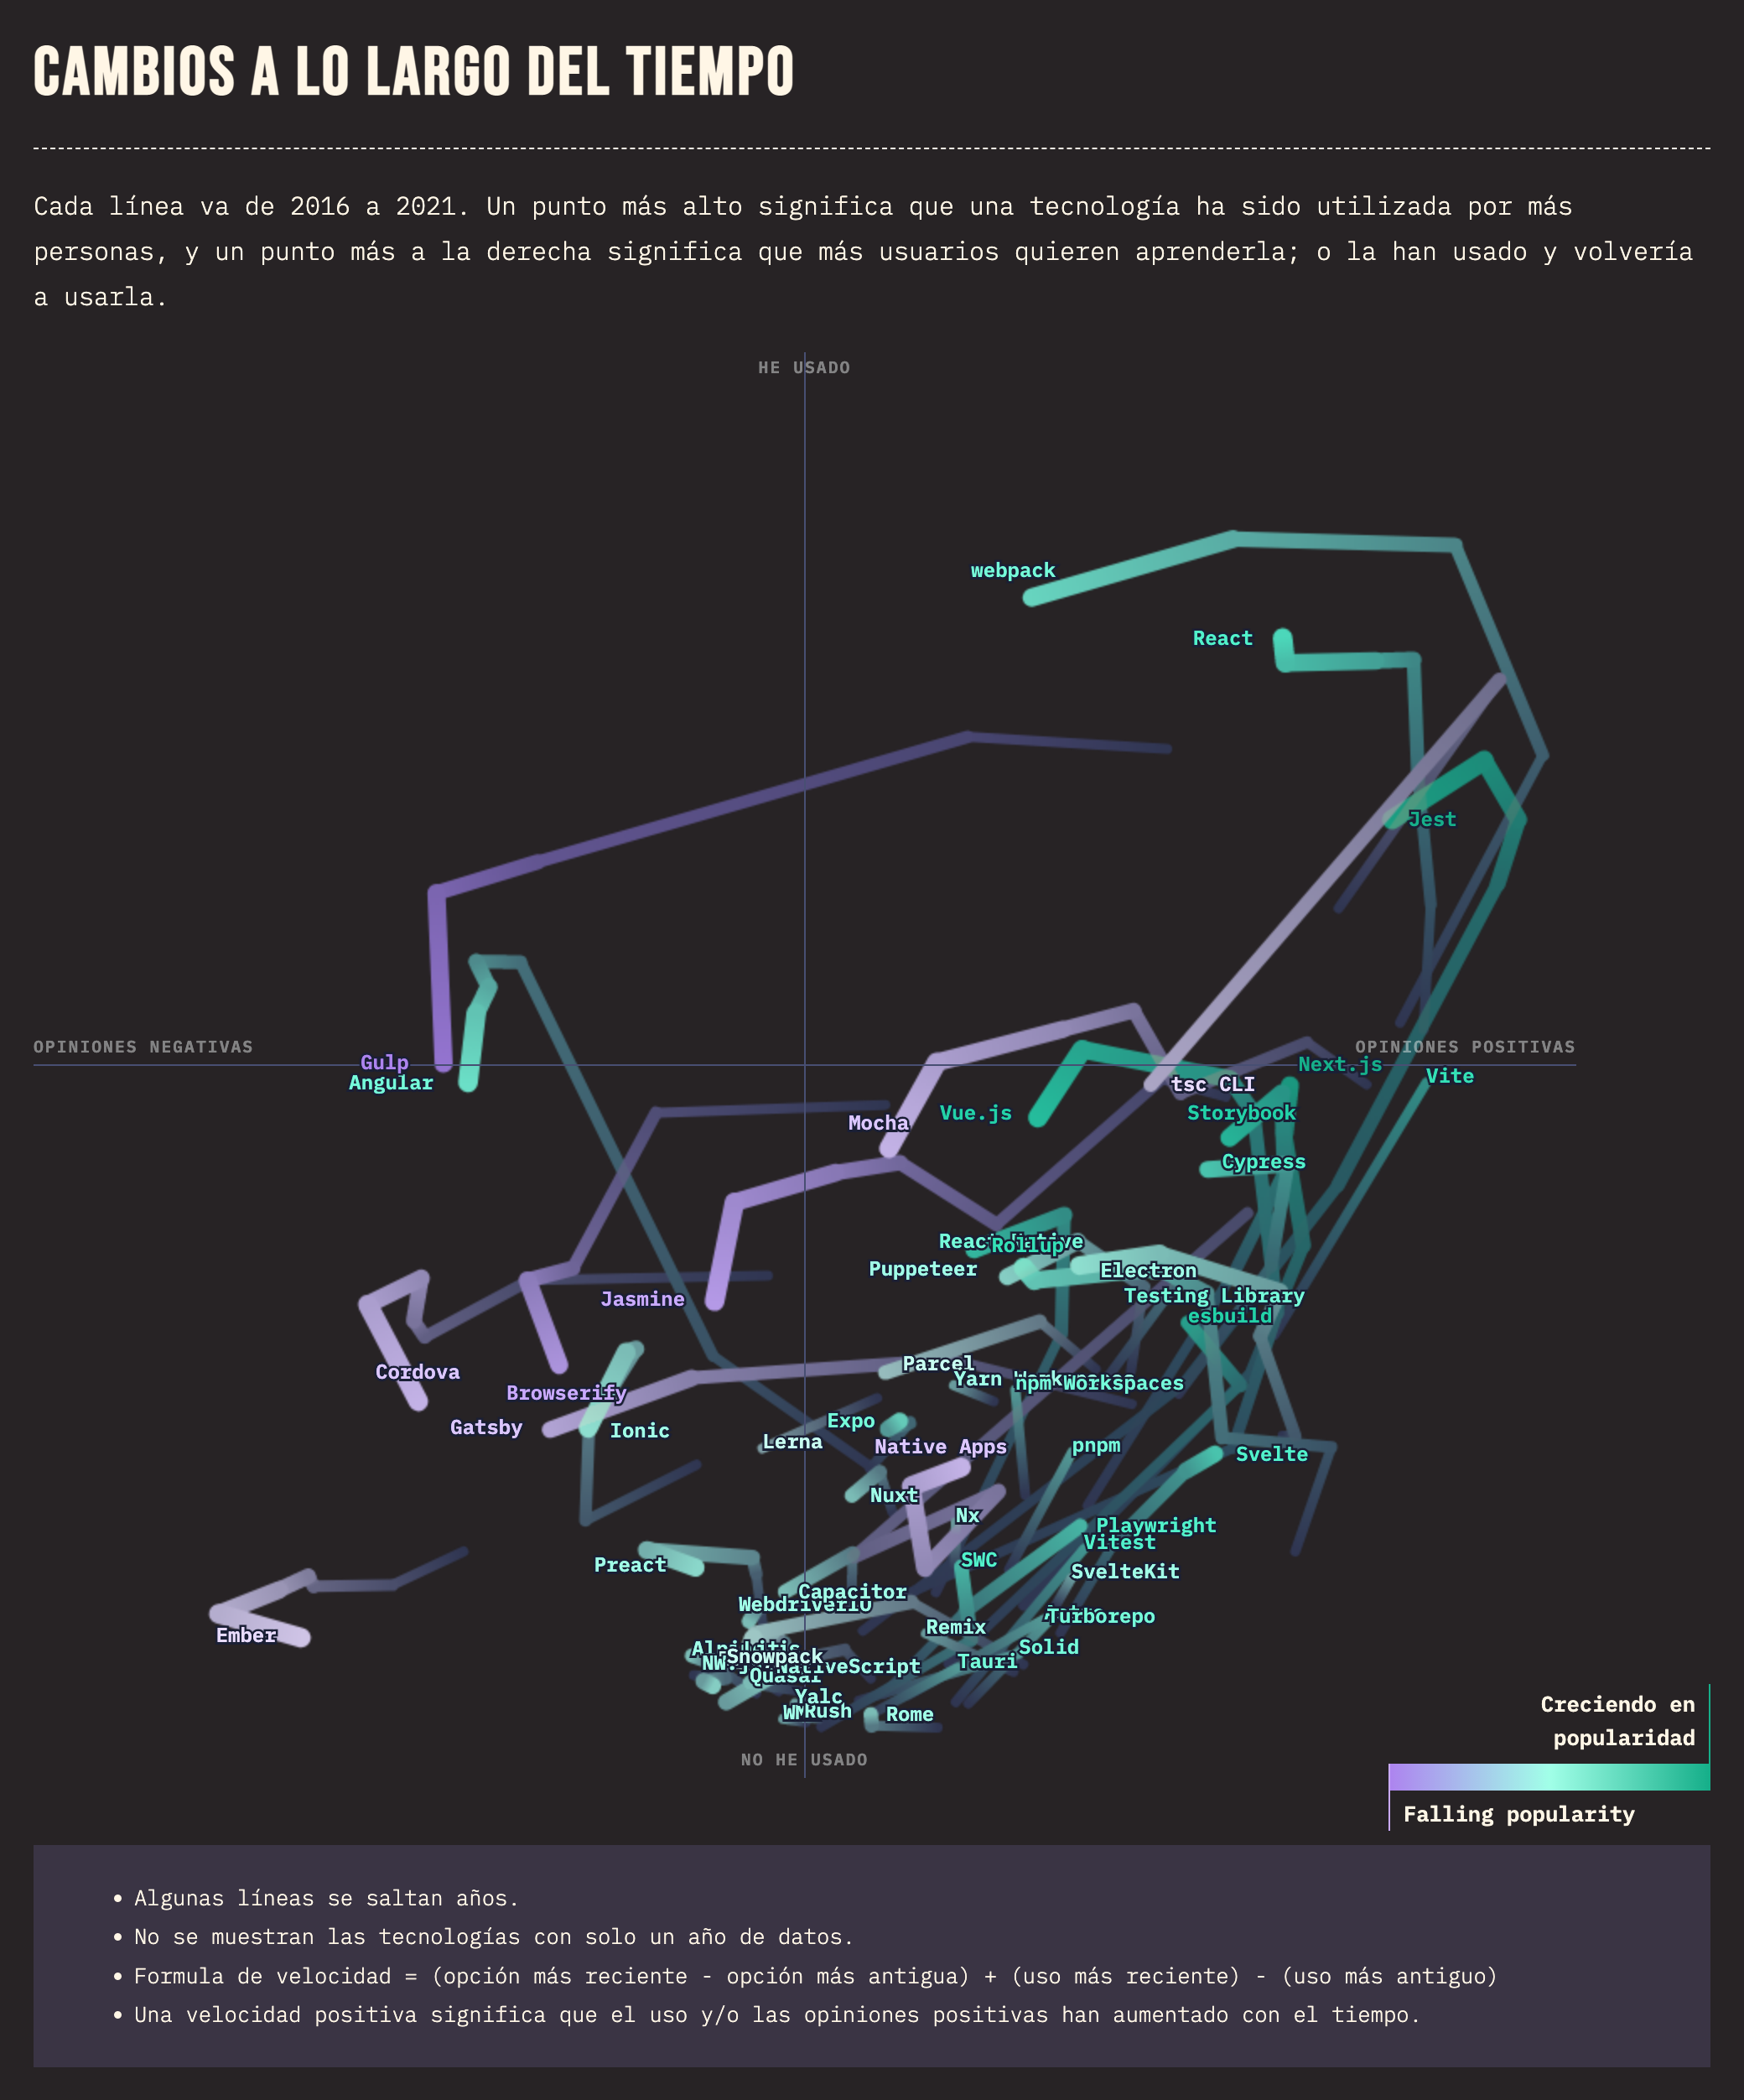 CAMBIOS A LO LARGO DEL TIEMPO
Cada línea va de 2016 a 2021. Un punto más alto significa que una tecnología ha sido utilizada por más
personas, y un punto más a la derecha significa que más usuarios quieren aprenderla; o la han usado y volvería
a usarla.
HE USADO
webpack
React
Jest
OPINIONES NEGATIVAS
OPINIONES POSITIVAS
Gulp
Next.js
Angular
Vite
tsc CLI
Mocha
Vue.js
Storybook
Cypress
Rollup
Puppeteer
Electron
Jasmine
Testing Library
esbuild
Parcel
Cordova
Yarn
npm Workspaces
Browserify
Gatsby
Ionic
Expo
Lerna
Native Apps
pnpm
Svelte
Nuxt
Nx
Playwright
Vitest
Preact
SWC
SvelteKit
Capacitor
WebdriverIO
Turborepo
Ember
Remix
Solid
Snowpack
NativeScript
Tauri
Quasar
Yalc
Rush
Rome
NO HE USADO
Creciendo en
popularidad
Falling popularity
• Algunas líneas se saltan años.
• No se muestran las tecnologías con solo un año de datos.
• Formula de velocidad = (opción más reciente - opción más antigua) + (uso más reciente) - (uso más antiguo)
• Una velocidad positiva significa que el uso y/o las opiniones positivas han aumentado con el tiempo.